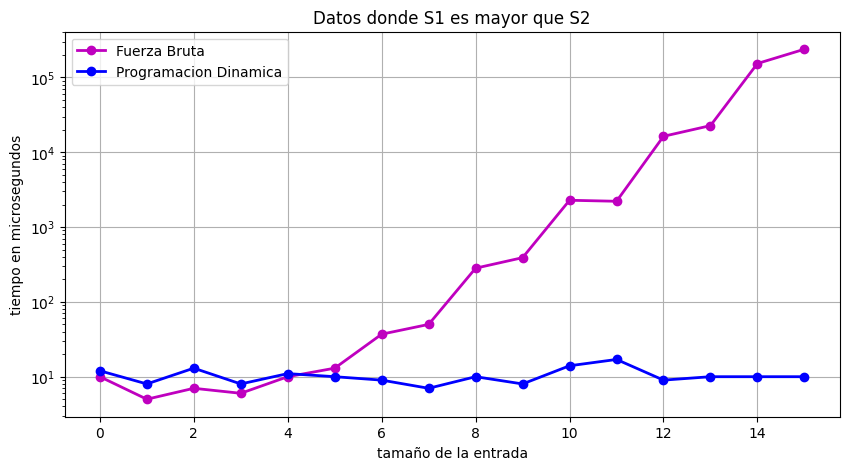 Datos donde S1 es mayor que S2
Fuerza Bruta
Programacion Dinamica
tiempo en microsegundos
10^5
10^4
10^3
10^2
10^1
0 2 4 6 8 10 12 14
tamaño de la entrada